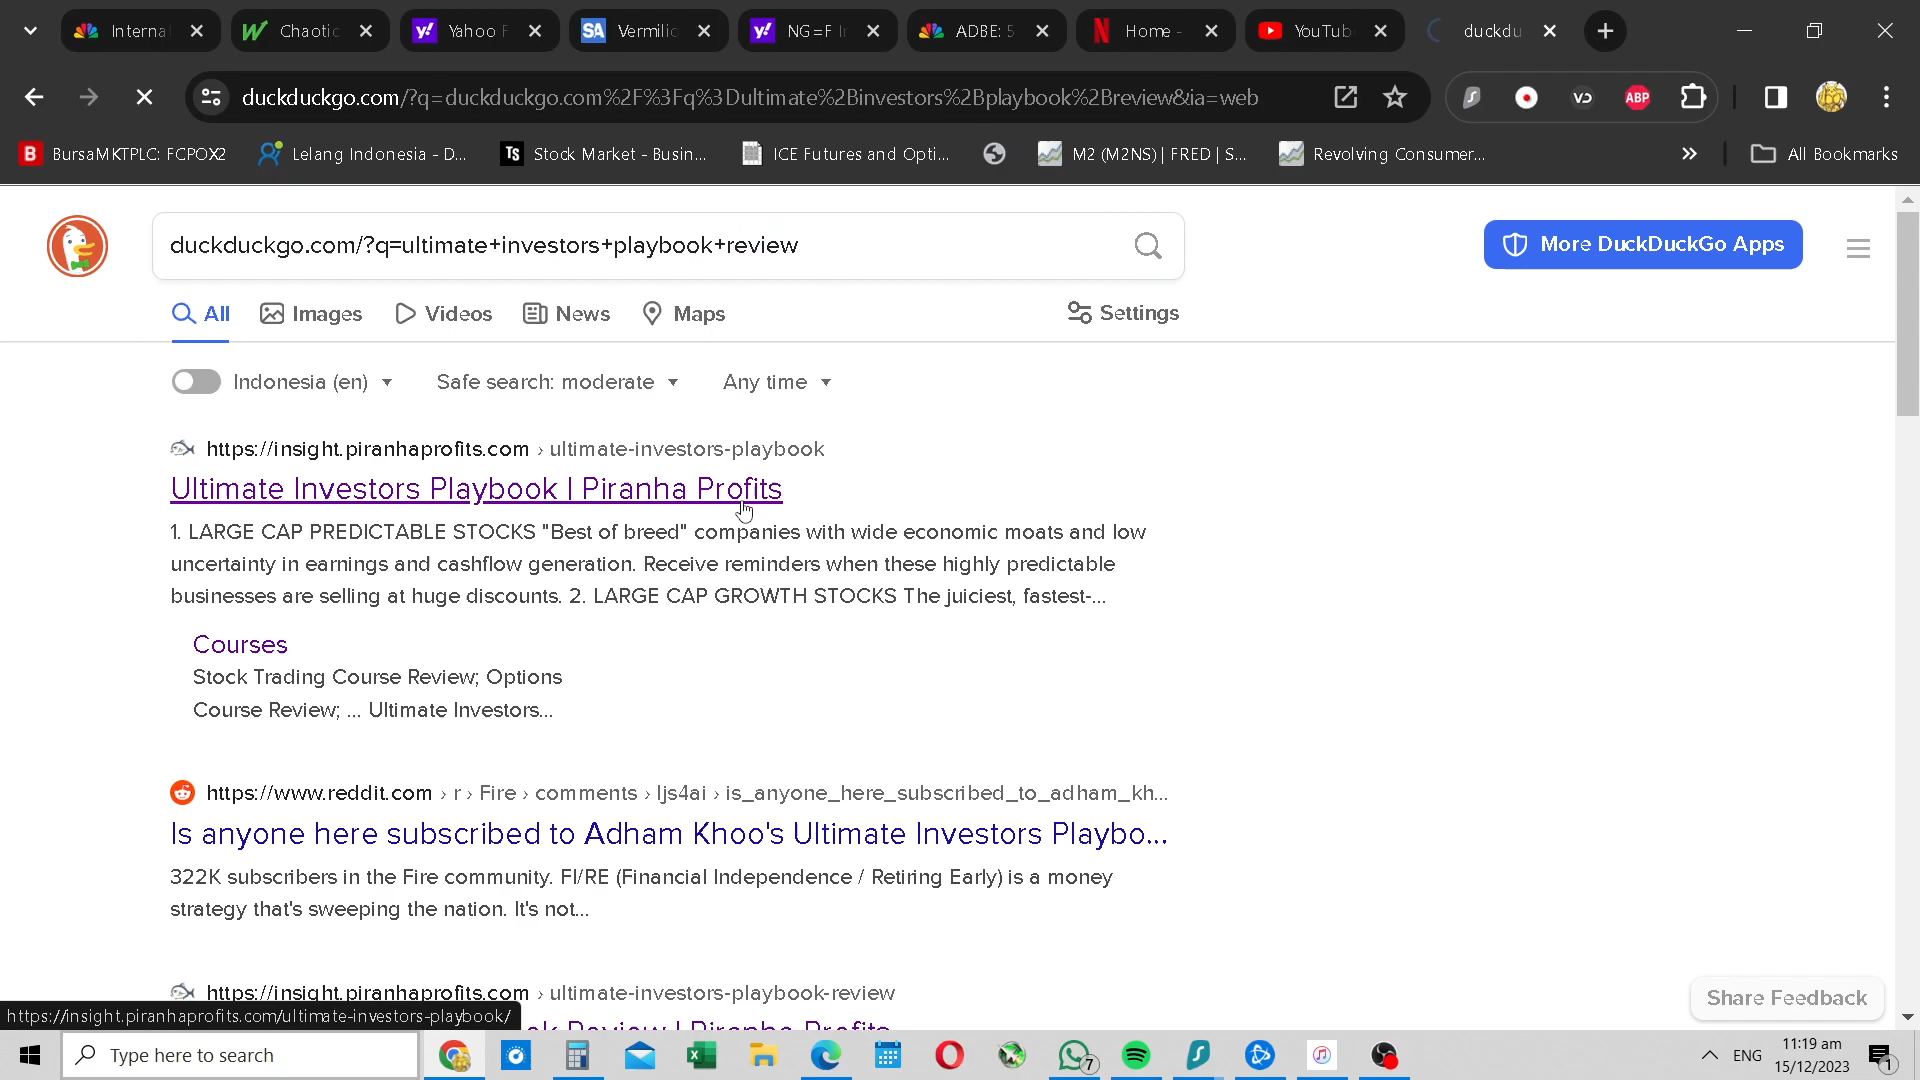 Interna
Chaotic
Yahoo F
Vermilic
NG=F I
ADBE: 5
Home -
YouTub
duckdu
duckduckgo.com/?q=duckduckgo.com%2F%3Fq%3Dultimate%2Binvestors%2Bplaybook%2Breview&ia=web
ABP
BursaMKTPLC: FCPOX2
Lelang Indonesia - D...
Stock Market - Busin...
ICE Futures and Opti...
M2 (M2NS) | FRED | S...
Revolving Consumer...
All Bookmarks
duckduckgo.com/?q=ultimate+investors+playbook+review
More DuckDuckGo Apps
All
Images
Videos
News
Maps
Settings
Indonesia (en)
Safe search: moderate
Any time
https://insight.piranhaprofits.com › ultimate-investors-playbook
Ultimate Investors Playbook | Piranha Profits
1. LARGE CAP PREDICTABLE STOCKS "Best of breed" companies with wide economic moats and low
uncertainty in earnings and cashflow generation. Receive reminders when these highly predictable
businesses are selling at huge discounts. 2. LARGE CAP GROWTH STOCKS The juiciest, fastest-...
Courses
Stock Trading Course Review; Options
Course Review; ... Ultimate Investors...
https://www.reddit.com › r › Fire › comments › ljs4ai › is_anyone_here_subscribed_to_adham_kh...
Is anyone here subscribed to Adham Khoo's Ultimate Investors Playbo...
322K subscribers in the Fire community. FI/RE (Financial Independence / Retiring Early) is a money
strategy that's sweeping the nation. It's not...
https://insight.piranhaprofits.com › ultimate-investors-playbook-review
Share Feedback
https://insight.piranhaprofits.com/ultimate-investors-playbook/
ok Review | Piranha Profits
Type here to search
7
ENG
11:19 am
15/12/2023
1